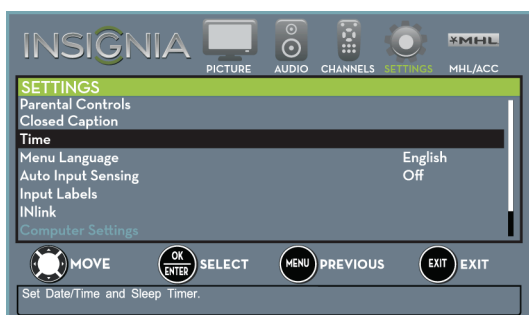 INSIGNIA
PICTURE AUDIO CHANNELS SETTINGS MHL MHL/ACC
SETTINGS
Parental Controls
Closed Caption
Time
Menu Language English
Auto Input Sensing Off
Input Labels
INlink
Computer Settings
MOVE OK ENTER SELECT MENU PREVIOUS EXIT EXIT
Set Date/Time and Sleep Timer.